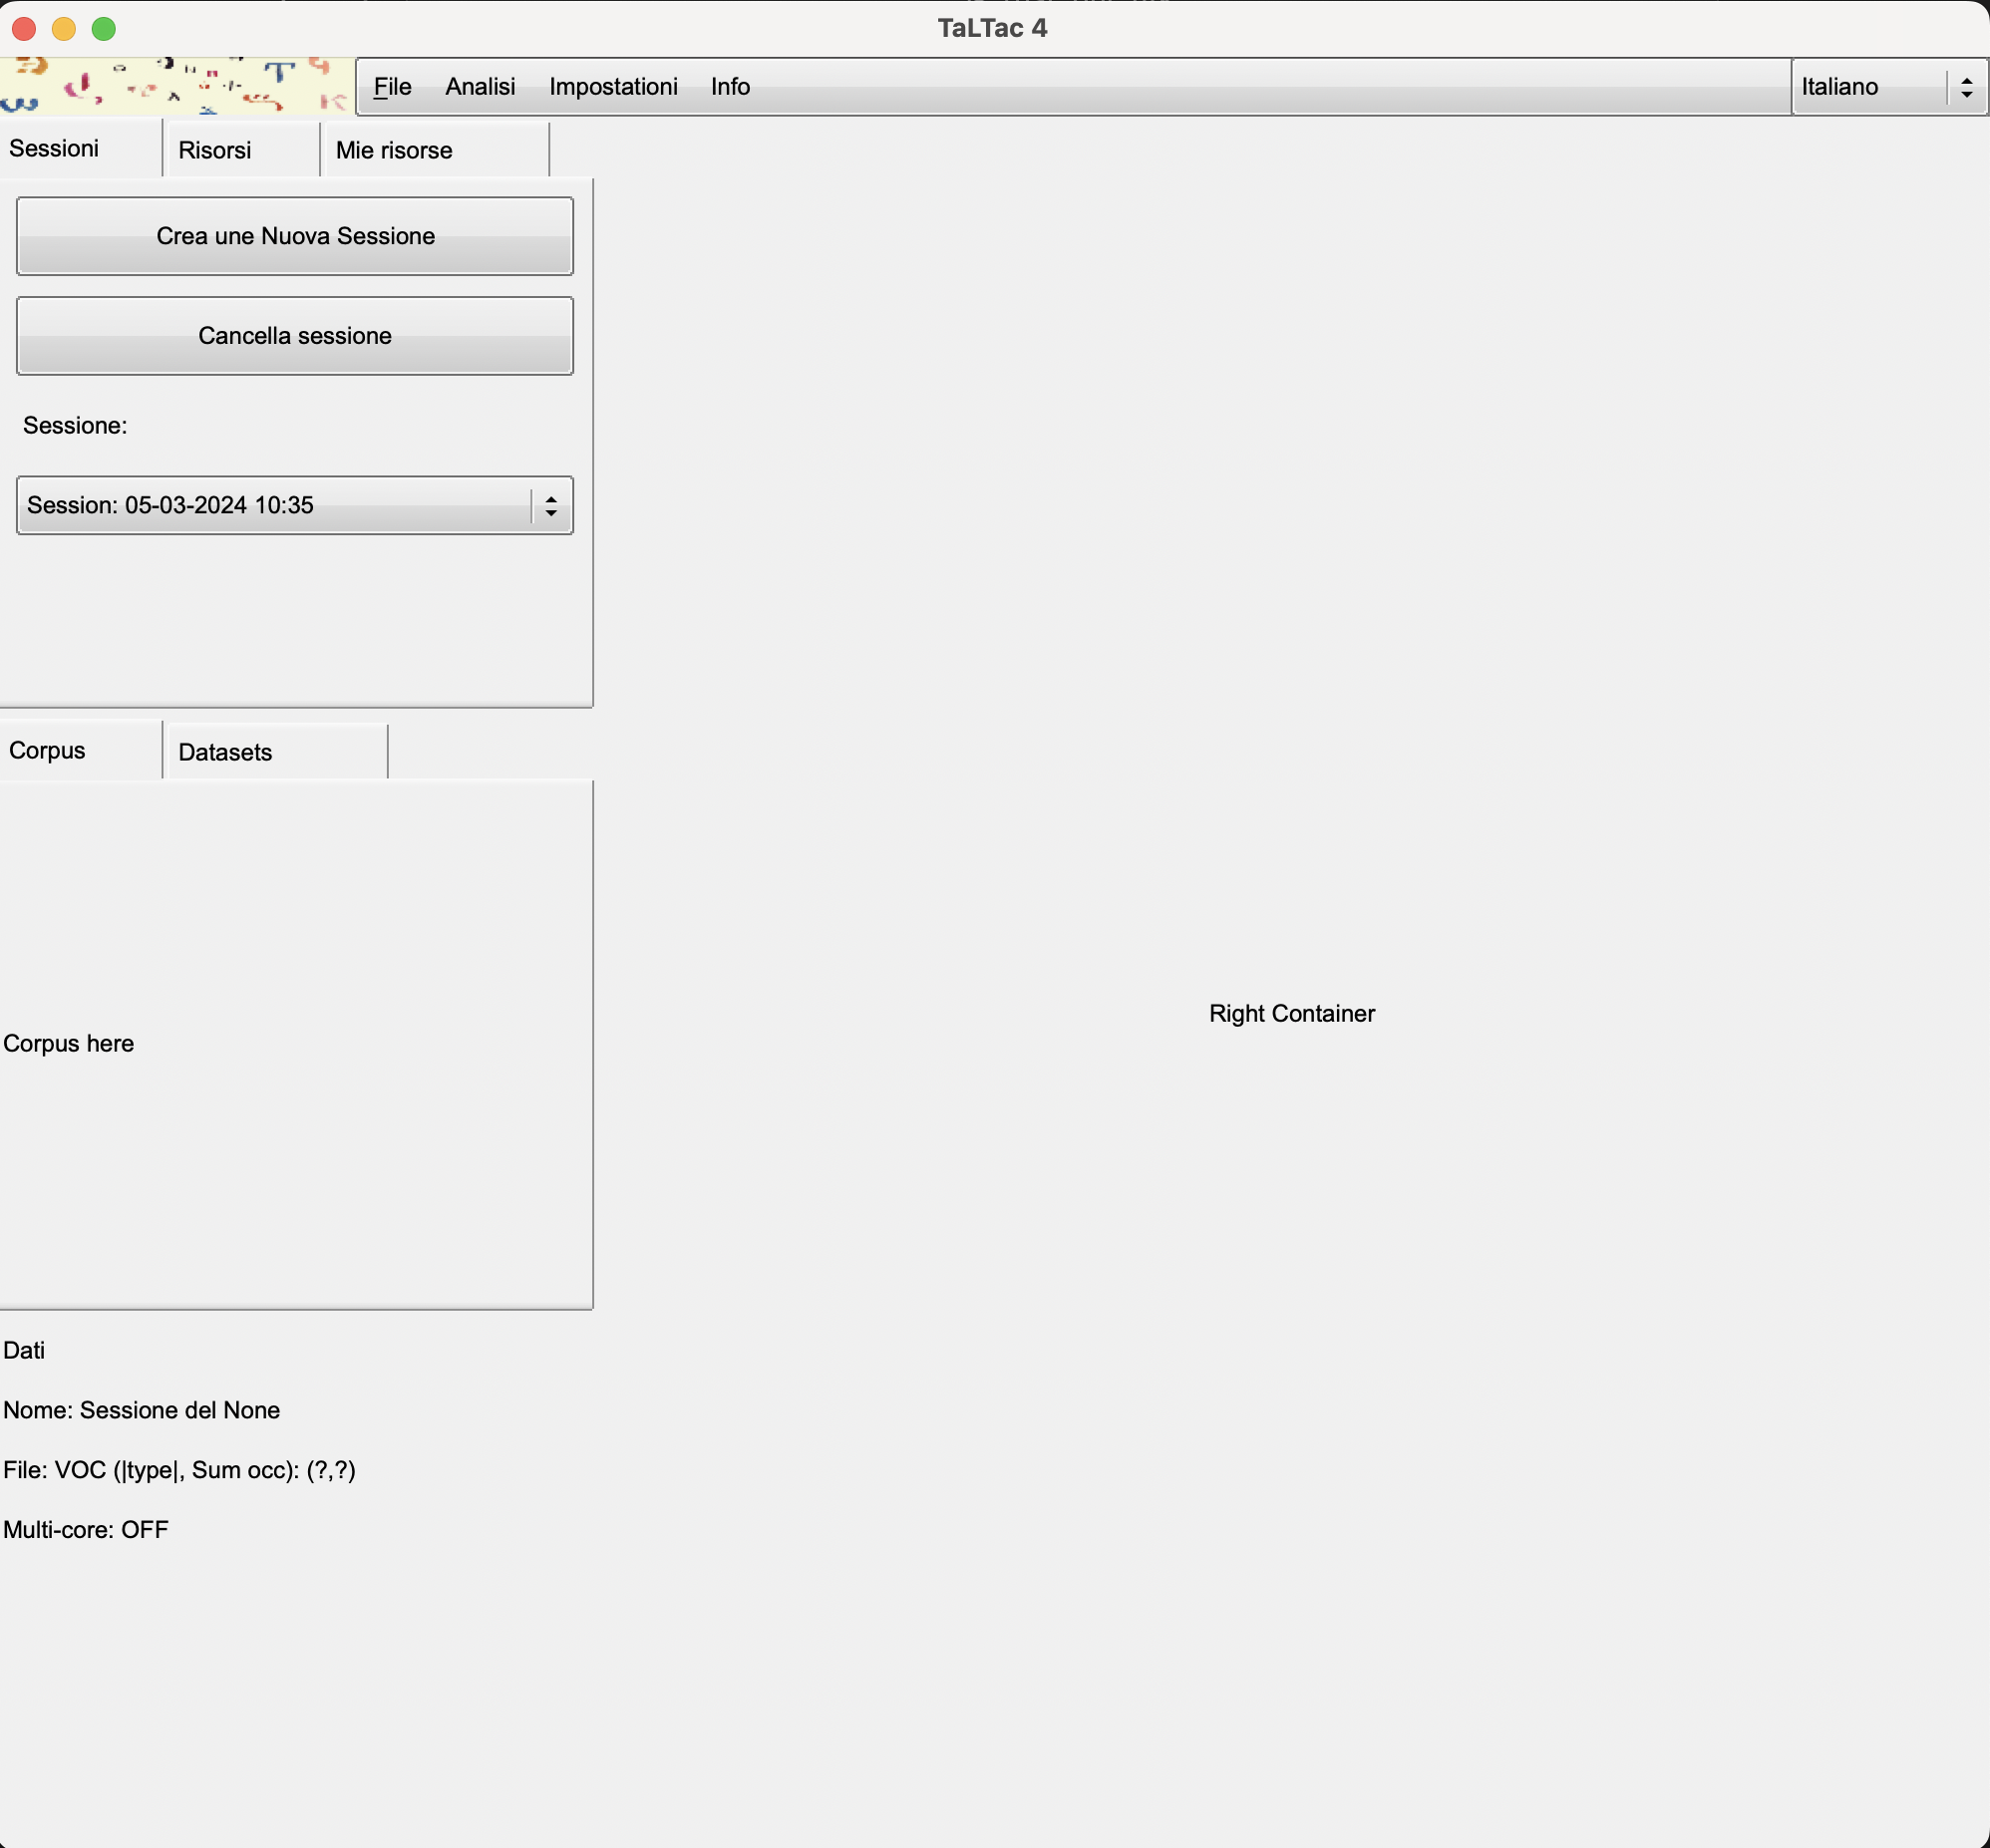 TaLTac 4
File Analisi Impostationi Info Italiano
Sessioni Risorsi Mie risorse
Crea une Nuova Sessione
Cancella sessione
Sessione:
Session: 05-03-2024 10:35
Corpus Datasets
Corpus here
Right Container
Dati
Nome: Sessione del None
File: VOC (|type|, Sum occ): (?,?)
Multi-core: OFF